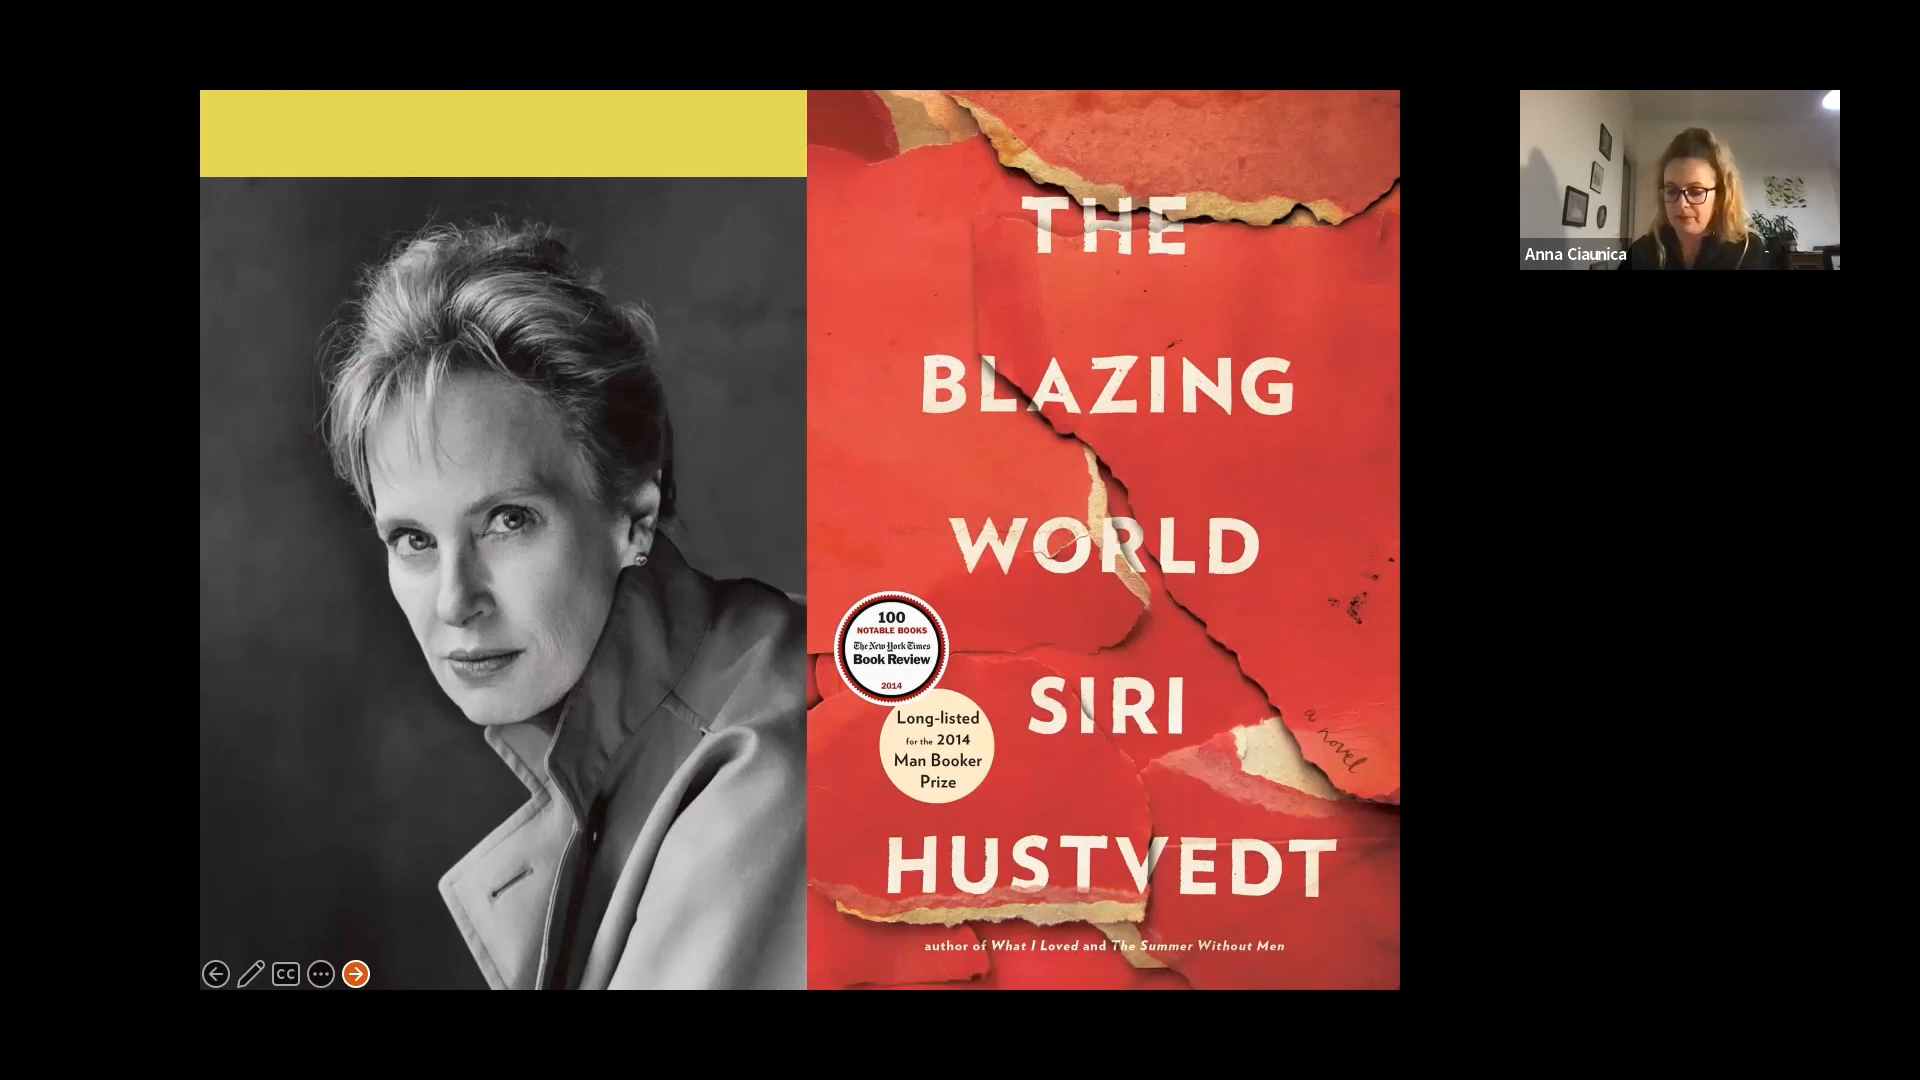 THE
BLAZING
WORLD
100
NOTABLE BOOKS
The New York Times
Book Review
2014
Long-listed
for the 2014
Man Booker
Prize
SIRI
a novel
HUSTVEDT
author of What I Loved and The Summer Without Men
CC
Anna Ciaunica